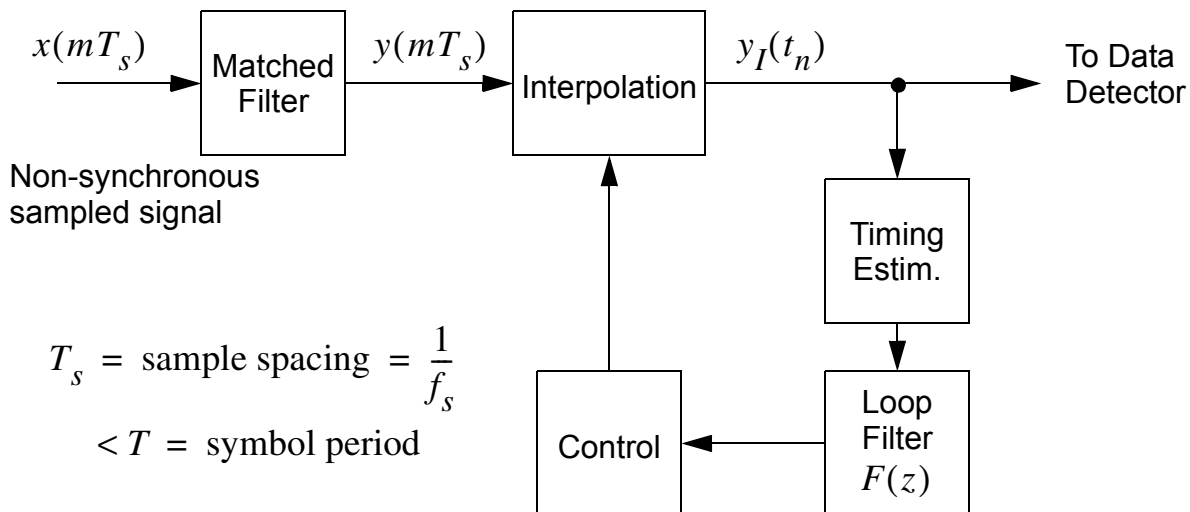 x(mT_s)
Matched
Filter
y(mT_s)
Interpolation
y_I(t_n)
To Data
Detector
Non-synchronous
sampled signal
Timing
Estim.
T_s = sample spacing = 1/f_s
< T = symbol period
Control
Loop
Filter
F(z)